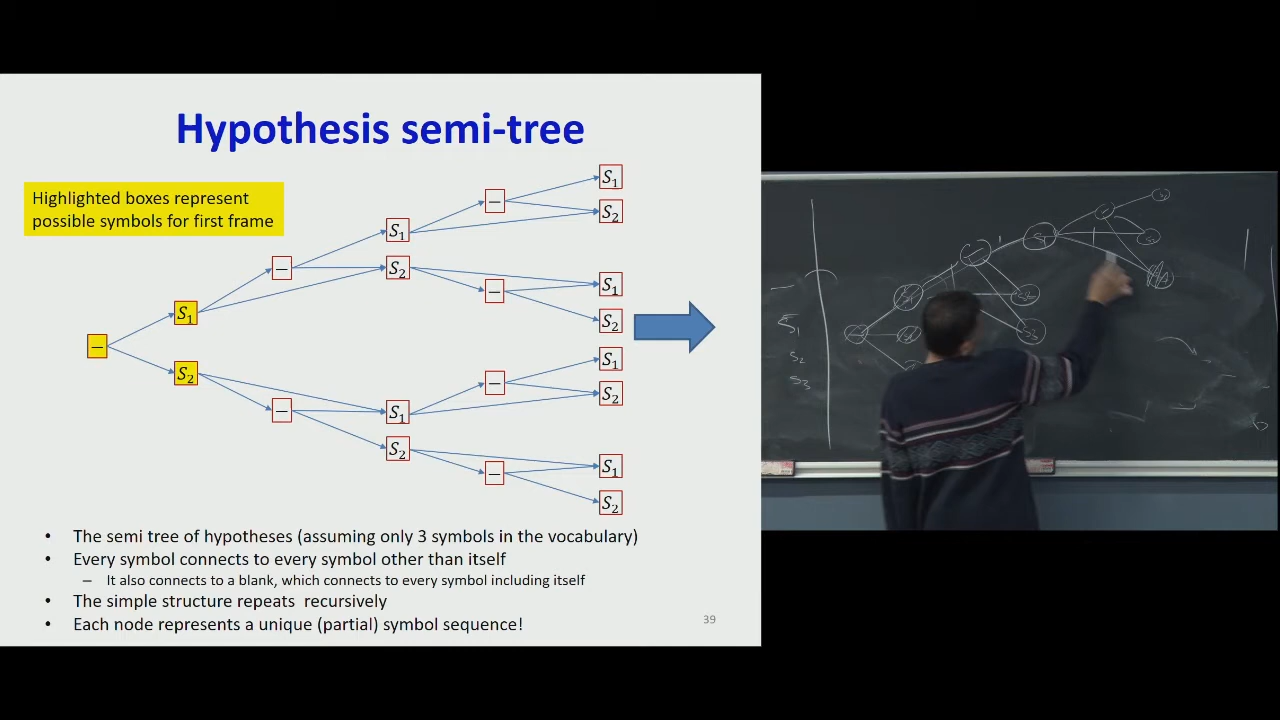 Hypothesis semi-tree
Highlighted boxes represent
possible symbols for first frame
S₁
–
S₂
S₁
–
S₂
S₁
–
S₂
–
S₁
S₂
S₁
–
S₂
–
S₁
S₁
–
S₂
S₂
S₁
–
S₂
• The semi tree of hypotheses (assuming only 3 symbols in the vocabulary)
• Every symbol connects to every symbol other than itself
– It also connects to a blank, which connects to every symbol including itself
• The simple structure repeats recursively
• Each node represents a unique (partial) symbol sequence!
39
–
S₁
S₂
S₃